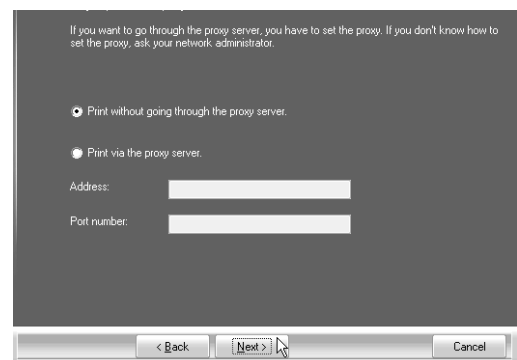 If you want to go through the proxy server, you have to set the proxy. If you don't know how to
set the proxy, ask your network administrator.
Print without going through the proxy server.
Print via the proxy server.
Address:
Port number:
< Back
Next >
Cancel